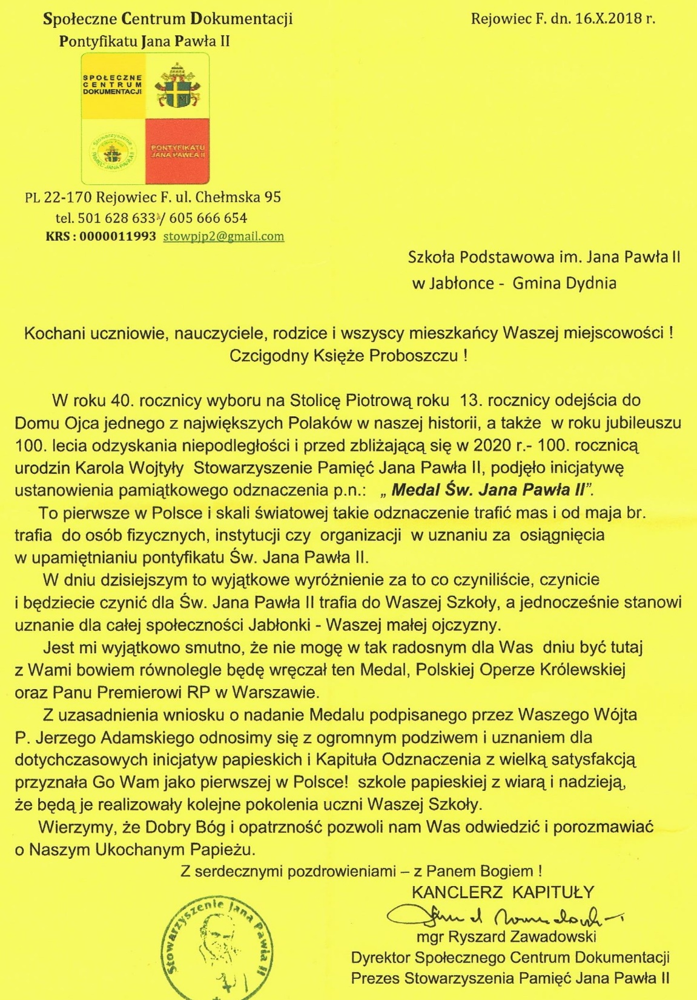 Społeczne Centrum Dokumentacji
Pontyfikatu Jana Pawła II
Rejowiec F. dn. 16.X.2018 r.
SPOŁECZNE
CENTRUM
DOKUMENTACJI
Stowarzyszenie
PAMIĘĆ JANA PAWŁA II
PONTYFIKATU
JANA PAWŁA II
PL 22-170 Rejowiec F. ul. Chełmska 95
tel. 501 628 633 / 605 666 654
KRS : 0000011993 stowpjp2@gmail.com
Szkoła Podstawowa im. Jana Pawła II
w Jabłonce - Gmina Dydnia
Kochani uczniowie, nauczyciele, rodzice i wszyscy mieszkańcy Waszej miejscowości !
Czcigodny Księże Proboszczu !
W roku 40. rocznicy wyboru na Stolicę Piotrową roku 13. rocznicy odejścia do
Domu Ojca jednego z największych Polaków w naszej historii, a także w roku jubileuszu
100. lecia odzyskania niepodległości i przed zbliżającą się w 2020 r.- 100. rocznicą
urodzin Karola Wojtyły Stowarzyszenie Pamięć Jana Pawła II, podjęło inicjatywę
ustanowienia pamiątkowego odznaczenia p.n.: „ Medal Św. Jana Pawła II”.
To pierwsze w Polsce i skali światowej takie odznaczenie trafić mas i od maja br.
trafia do osób fizycznych, instytucji czy organizacji w uznaniu za osiągnięcia
w upamiętnianiu pontyfikatu Św. Jana Pawła II.
W dniu dzisiejszym to wyjątkowe wyróżnienie za to co czyniliście, czynicie
i będziecie czynić dla Św. Jana Pawła II trafia do Waszej Szkoły, a jednocześnie stanowi
uznanie dla całej społeczności Jabłonki - Waszej małej ojczyzny.
Jest mi wyjątkowo smutno, że nie mogę w tak radosnym dla Was dniu być tutaj
z Wami bowiem równolegle będę wręczał ten Medal, Polskiej Operze Królewskiej
oraz Panu Premierowi RP w Warszawie.
Z uzasadnienia wniosku o nadanie Medalu podpisanego przez Waszego Wójta
P. Jerzego Adamskiego odnosimy się z ogromnym podziwem i uznaniem dla
dotychczasowych inicjatyw papieskich i Kapituła Odznaczenia z wielką satysfakcją
przyznała Go Wam jako pierwszej w Polsce! szkole papieskiej z wiarą i nadzieją,
że będą je realizowały kolejne pokolenia uczni Waszej Szkoły.
Wierzymy, że Dobry Bóg i opatrzność pozwoli nam Was odwiedzić i porozmawiać
o Naszym Ukochanym Papieżu.
Z serdecznymi pozdrowieniami – z Panem Bogiem !
KANCLERZ KAPITUŁY
mgr Ryszard Zawadowski
Dyrektor Społecznego Centrum Dokumentacji
Prezes Stowarzyszenia Pamięć Jana Pawła II
Stowarzyszenie Jana Pawła II